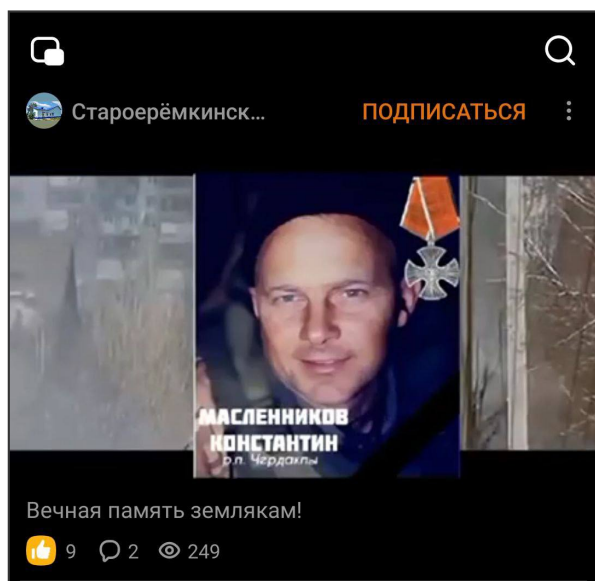 Староерёмкинск...
ПОДПИСАТЬСЯ
МАСЛЕННИКОВ
КОНСТАНТИН
р.п. Чердаклы
Вечная память землякам!
9 2 249